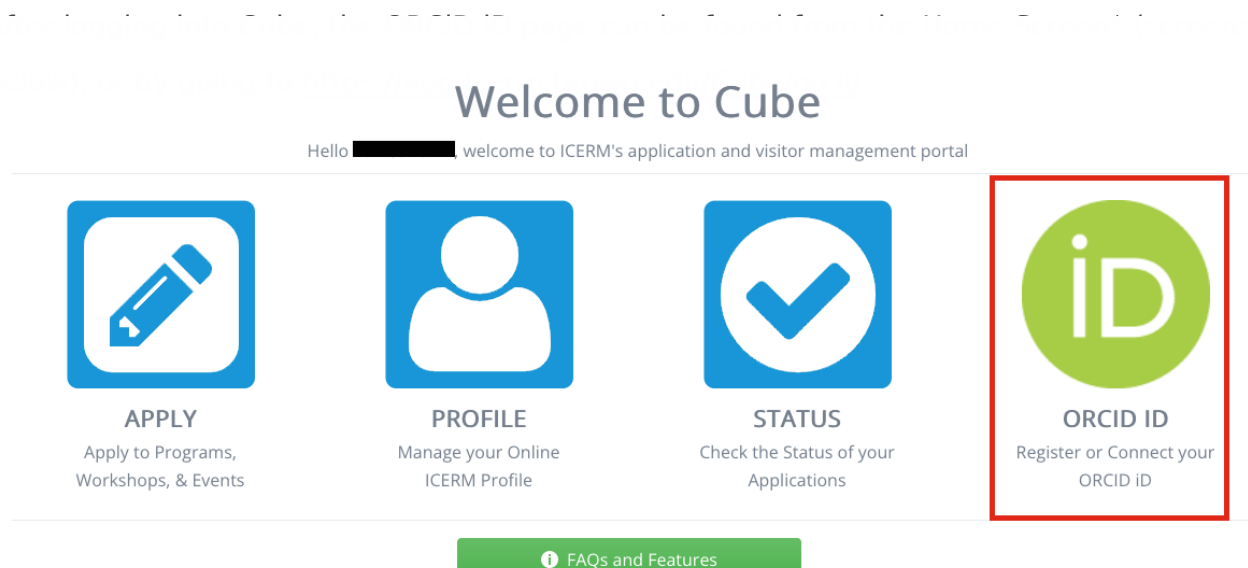 Welcome to Cube
Hello , welcome to ICERM's application and visitor management portal
iD
APPLY
Apply to Programs,
Workshops, & Events
PROFILE
Manage your Online
ICERM Profile
STATUS
Check the Status of your
Applications
ORCID ID
Register or Connect your
ORCID iD
FAQs and Features